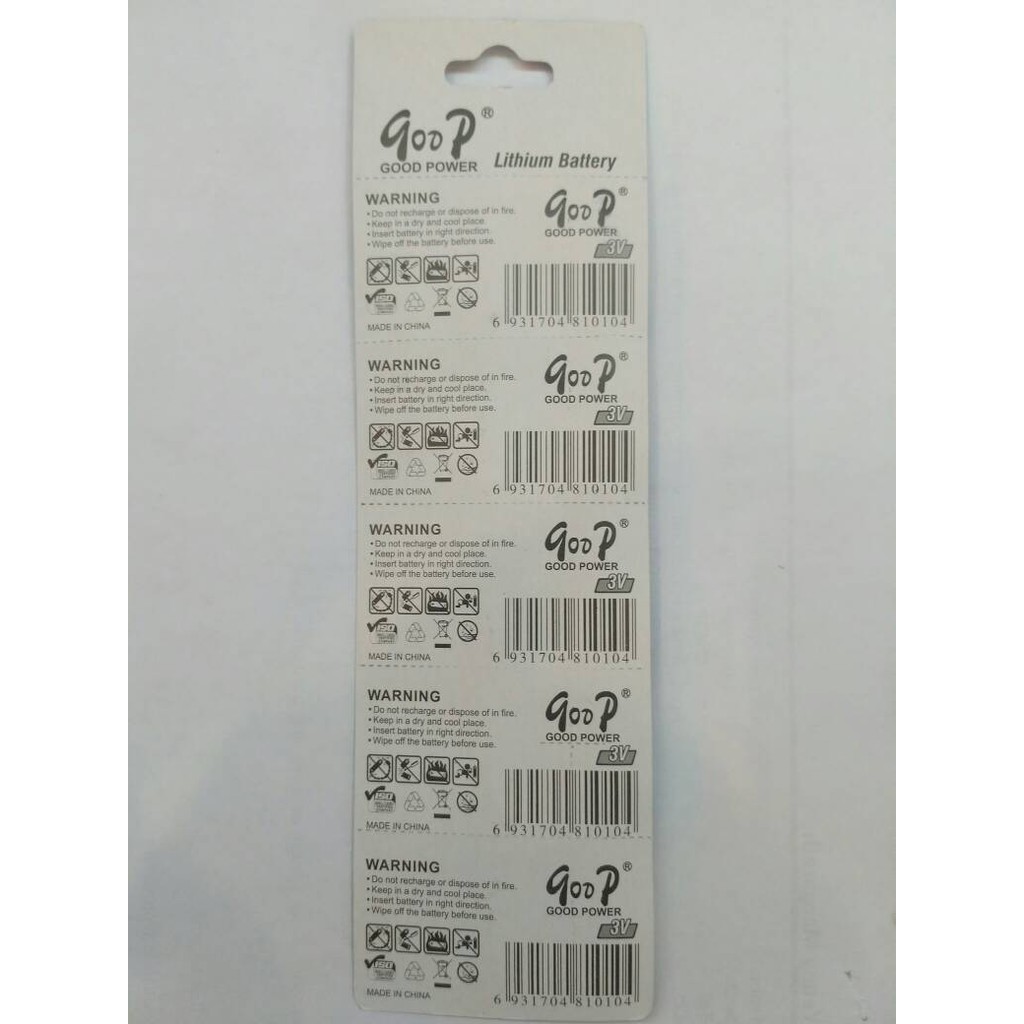 gooP®
GOOD POWER
Lithium Battery
WARNING
• Do not recharge or dispose of in fire.
• Keep in a dry and cool place.
• Insert battery in right direction.
• Wipe off the battery before use.
gooP®
GOOD POWER
3V
ISO
MADE IN CHINA
6 931704 810104
WARNING
• Do not recharge or dispose of in fire.
• Keep in a dry and cool place.
• Insert battery in right direction.
• Wipe off the battery before use.
gooP®
GOOD POWER
3V
ISO
MADE IN CHINA
6 931704 810104
WARNING
• Do not recharge or dispose of in fire.
• Keep in a dry and cool place.
• Insert battery in right direction.
• Wipe off the battery before use.
gooP®
GOOD POWER
3V
ISO
MADE IN CHINA
6 931704 810104
WARNING
• Do not recharge or dispose of in fire.
• Keep in a dry and cool place.
• Insert battery in right direction.
• Wipe off the battery before use.
gooP®
GOOD POWER
3V
ISO
MADE IN CHINA
6 931704 810104
WARNING
• Do not recharge or dispose of in fire.
• Keep in a dry and cool place.
• Insert battery in right direction.
• Wipe off the battery before use.
gooP®
GOOD POWER
3V
ISO
MADE IN CHINA
6 931704 810104